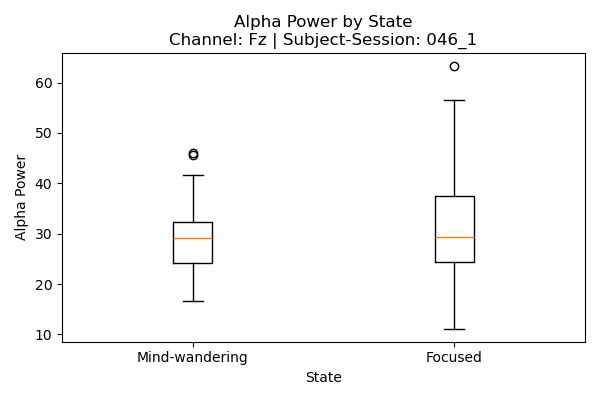 Alpha Power by State
Channel: Fz | Subject-Session: 046_1
Alpha Power
60
50
40
30
20
10
Mind-wandering
Focused
State